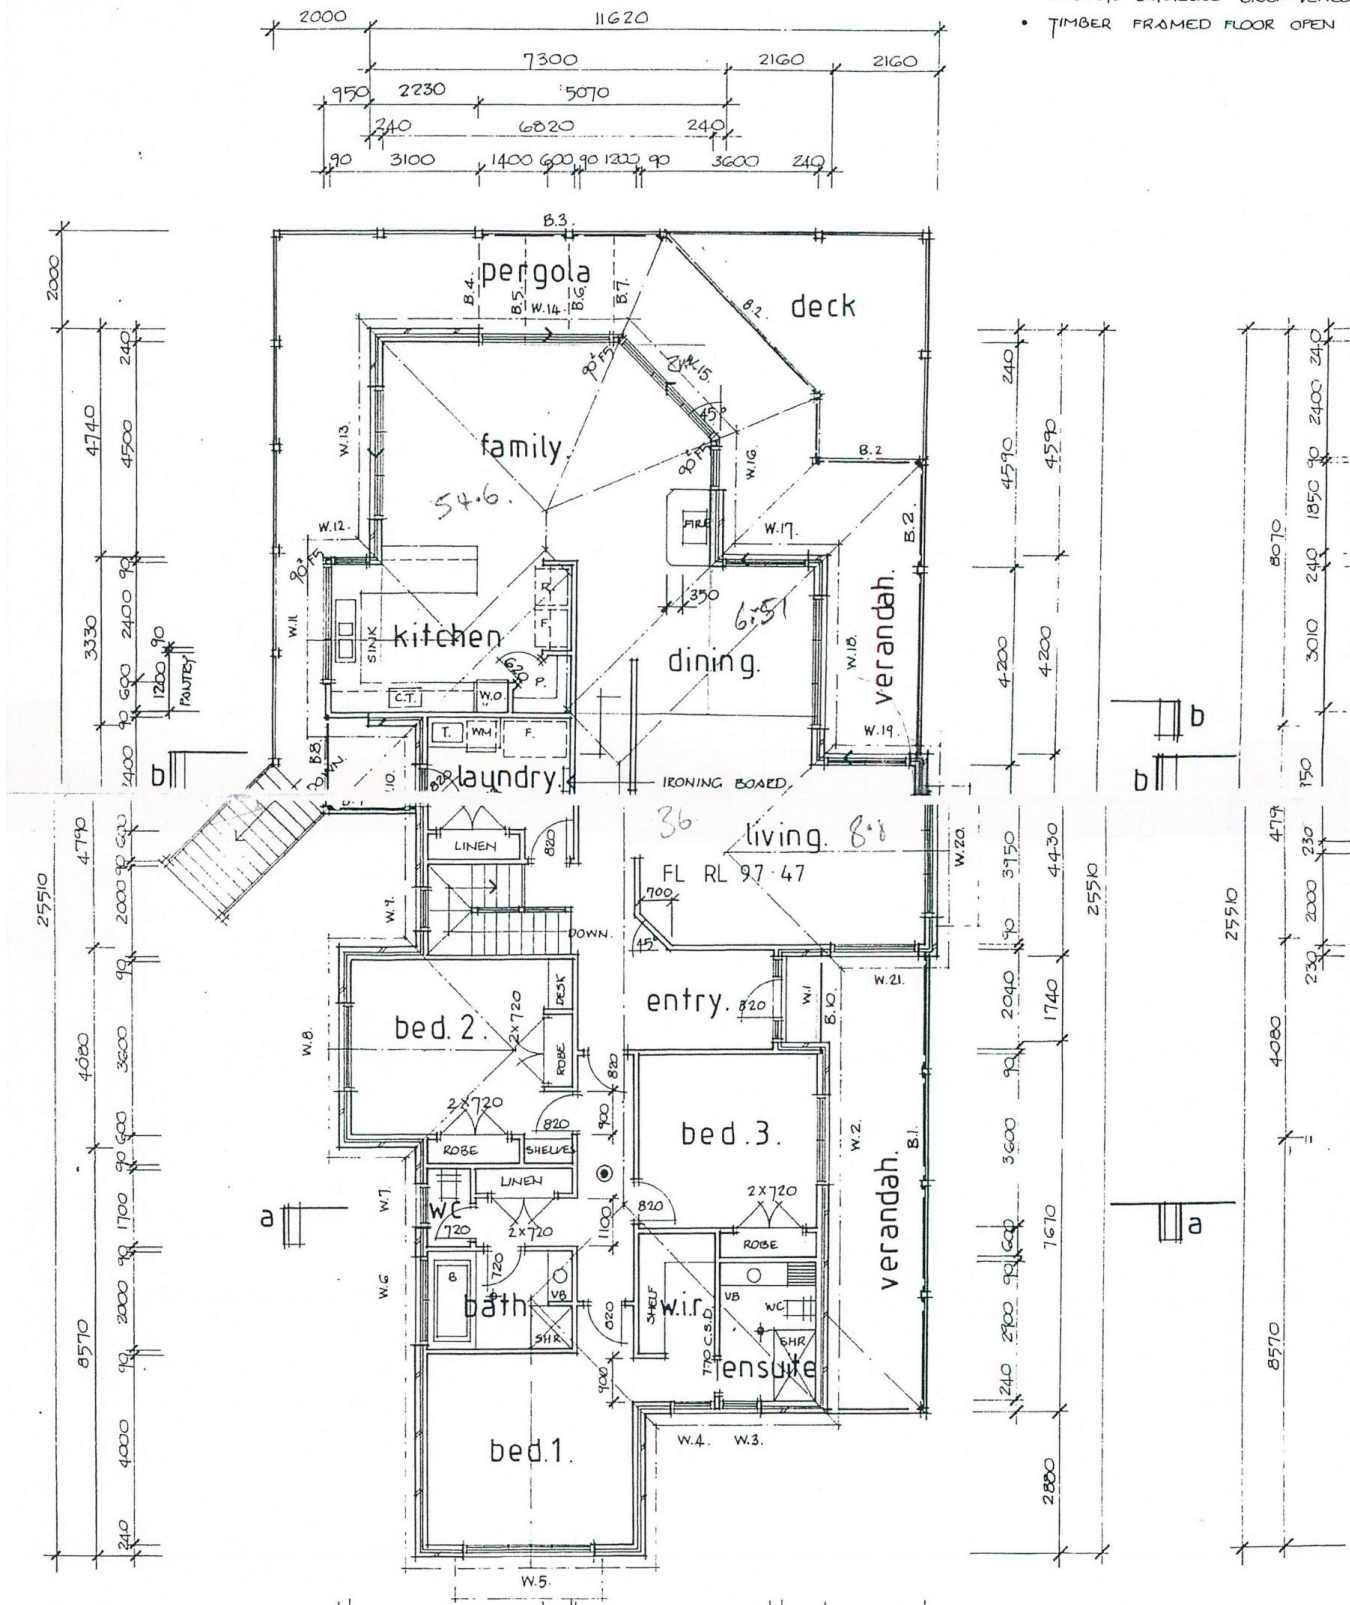 • TIMBER FRAMED FLOOR OPEN
2000
11620
7300
2160
2160
950
2230
5070
240
6820
240
90
3100
1400
600
90
1200
90
3600
240
B.3.
pergola
deck
B.4.
B.5.
W.14.
B.6.
B.7.
B.2.
90° F5
W.15.
45°
W.13.
family.
54.6.
90° F5
W.16.
B.2
W.12.
FIRE
W.17.
B.2.
90° F5
350
6.51
W.11.
SINK
kitchen
R.
F.
620
P.
dining.
W.18.
verandah.
C.T.
W.O.
W.19.
B.8.
DOWN.
T.
WM
F.
820
laundry.
IRONING BOARD
LINEN
820
36
living.
8.8
W.20.
FL RL 97.47
700
W.9.
DOWN.
45°
W.21.
DESK
entry.
820
W.1
B.10.
bed. 2.
2x720
ROBE
W.8.
820
2x720
900
820
bed.3.
W.2.
B.1.
ROBE
SHELVES
LINEN
W.7.
WC
720
2x720
1100
820
2x720
ROBE
verandah.
W.6.
B
720
bath
VB
SHR
820
SHELF
w.i.r.
770 C.S.D.
VB
WC
SHR
ensuite
900
bed.1.
W.4.
W.3.
W.5.
2000
4740
3330
4790
25510
4080
8570
240
4500
90
2400
600
90
2400
600
90
2000
90
3600
600
90
1700
90
2000
90
4000
240
90
1200
PANTRY
b
b
b
a
a
240
4590
4200
3950
90
2040
90
3600
600
90
2900
240
4590
4200
4430
1740
7670
2880
25510
25510
8070
4080
8570
240
2400
90
1850
240
3010
230
2000
230